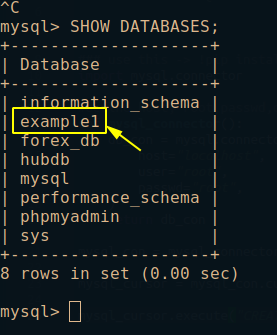 ^C
mysql> SHOW DATABASES;
+--------------------+
| Database           |
+--------------------+
| information_schema |
| example1           |
| forex_db           |
| hubdb              |
| mysql              |
| performance_schema |
| phpmyadmin         |
| sys                |
+--------------------+
8 rows in set (0.00 sec)
mysql>